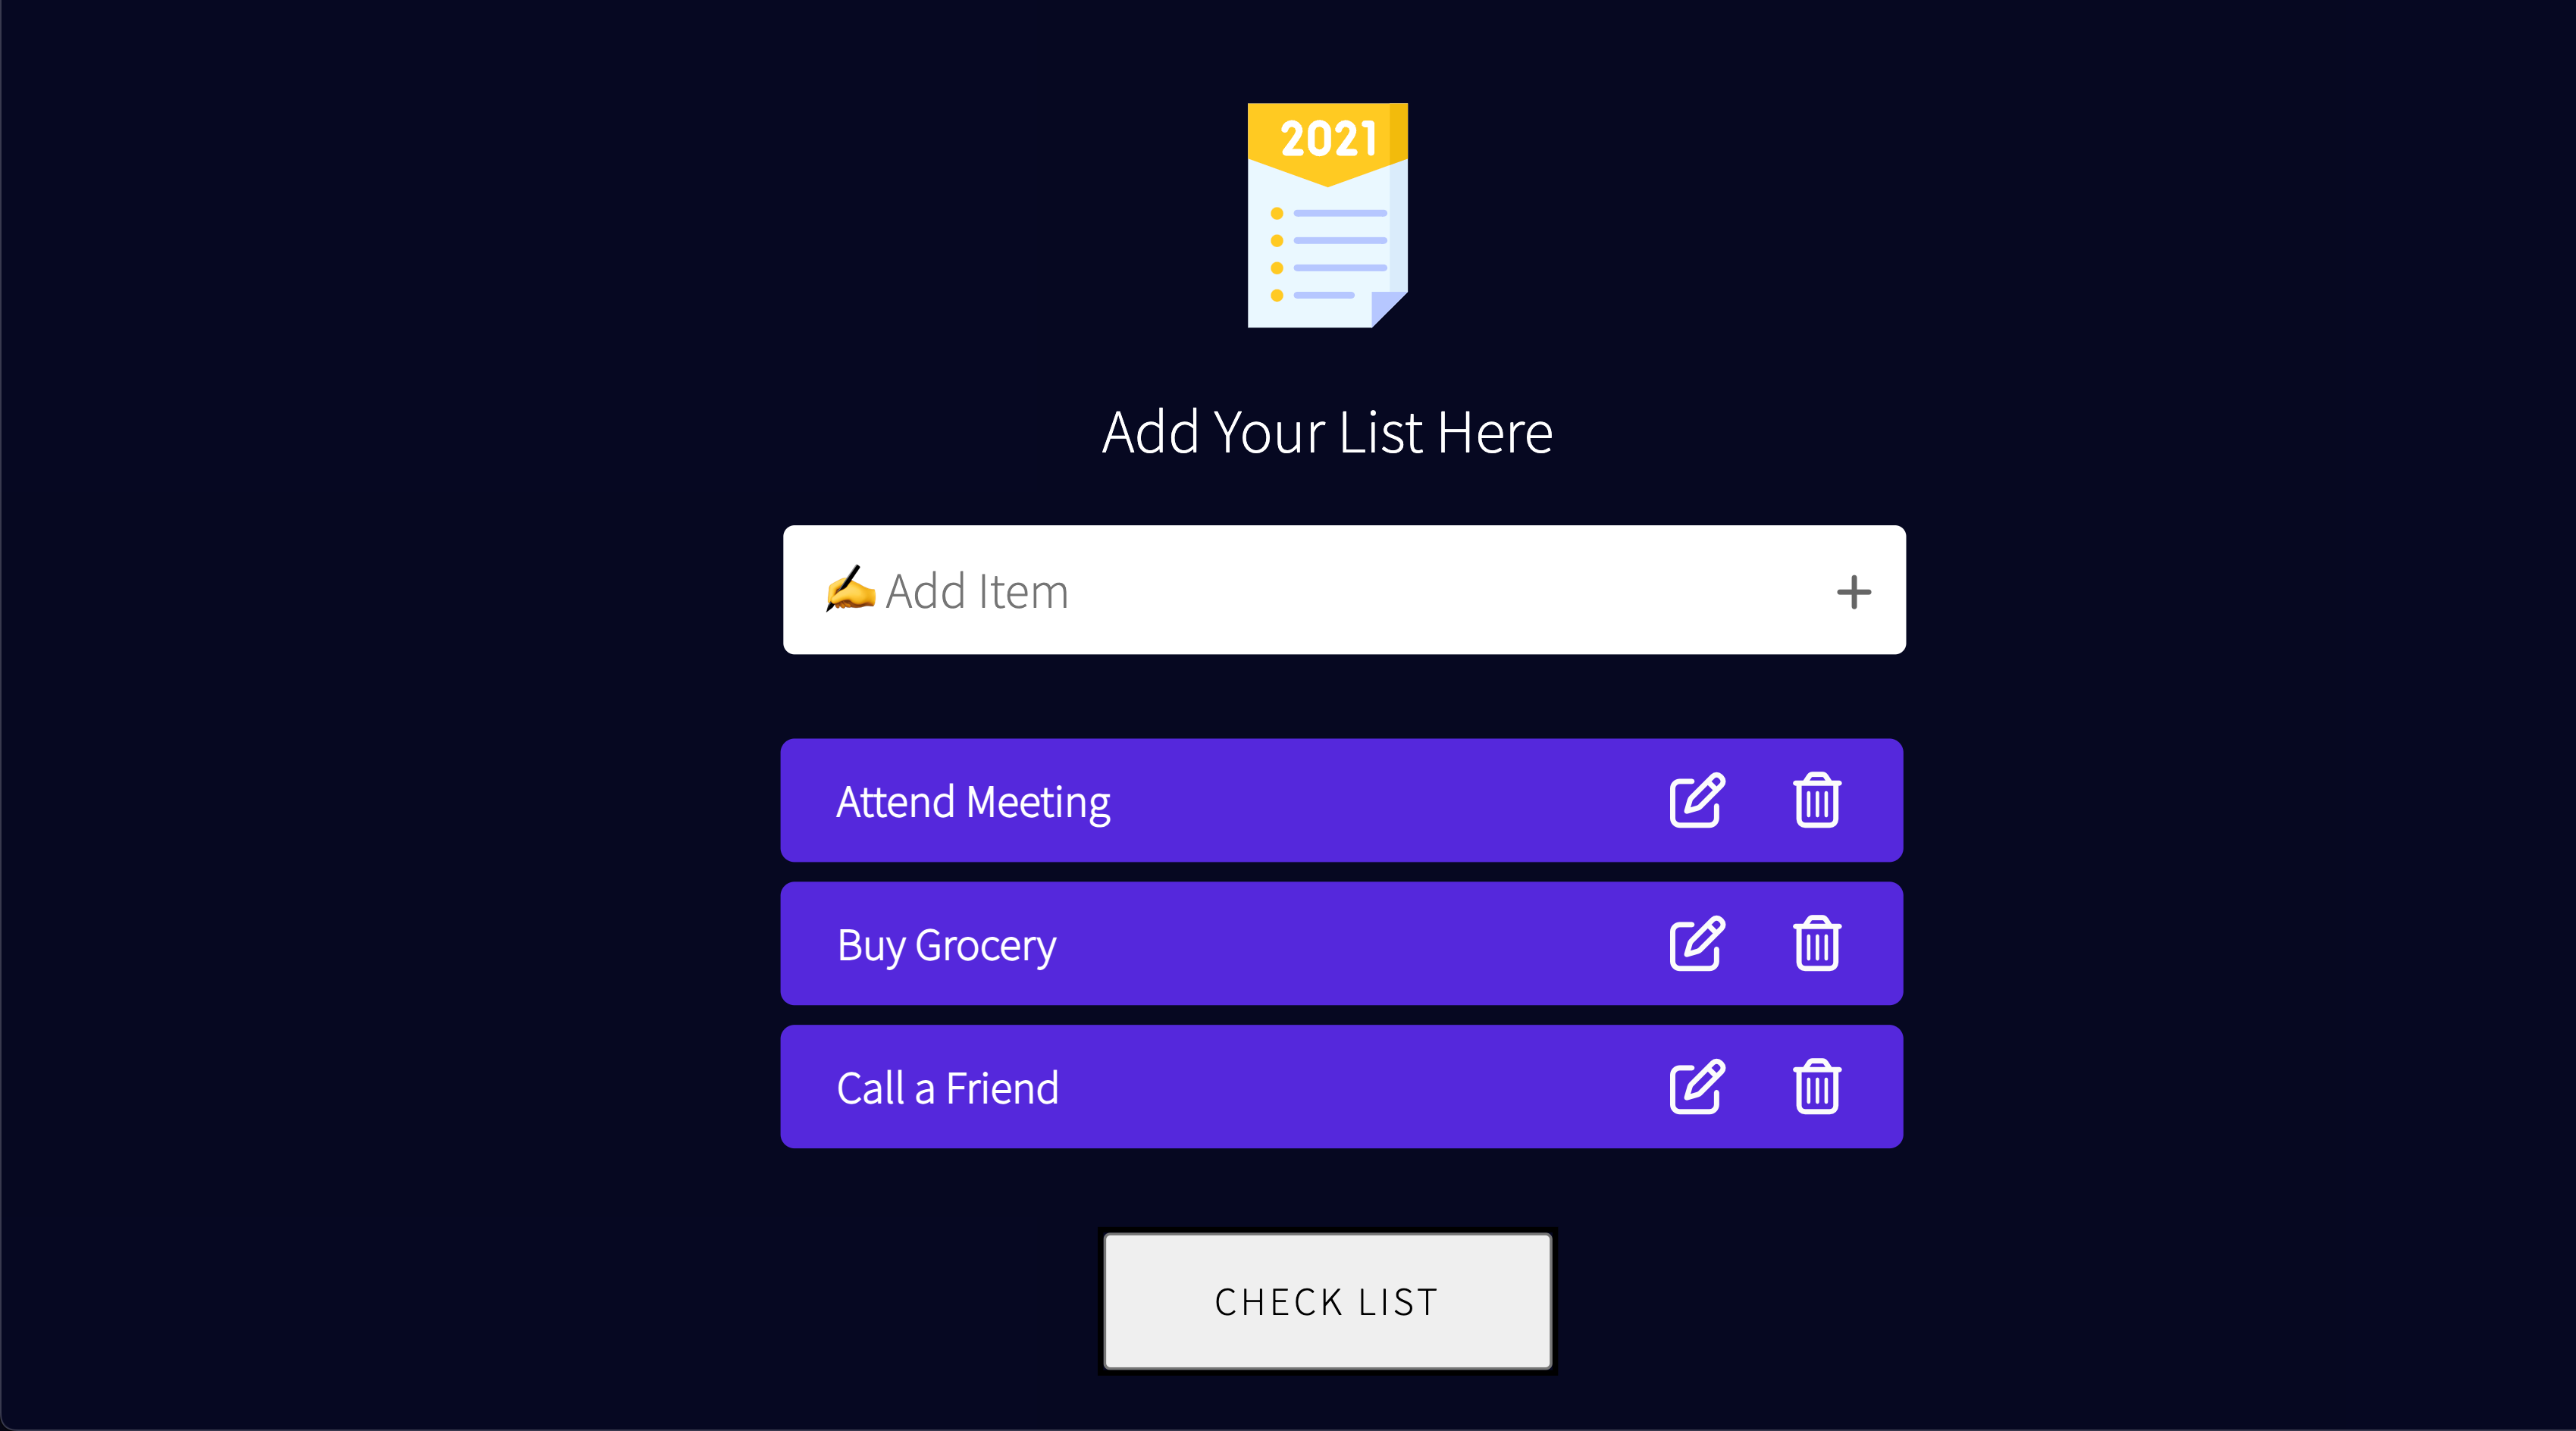 2021
Add Your List Here
✍️ Add Item
Attend Meeting
Buy Grocery
Call a Friend
CHECK LIST